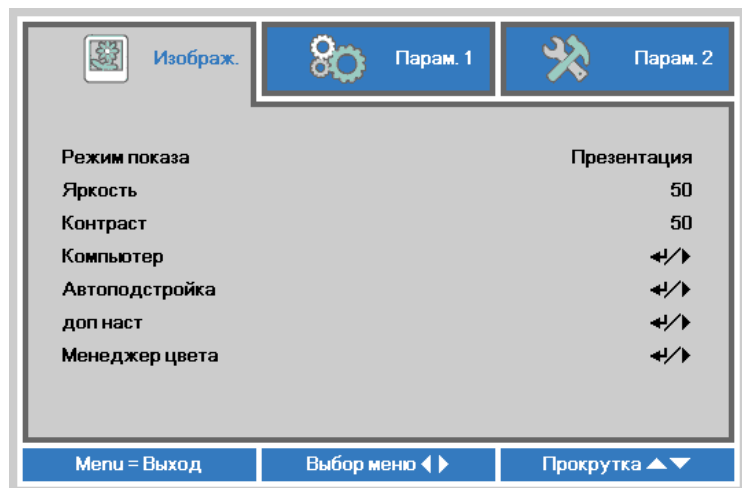 Изображ. Парам. 1 Парам. 2
Режим показа Презентация
Яркость 50
Контраст 50
Компьютер ↵/▶
Автоподстройка ↵/▶
доп наст ↵/▶
Менеджер цвета ↵/▶
Menu = Выход Выбор меню ◀▶ Прокрутка ▲▼